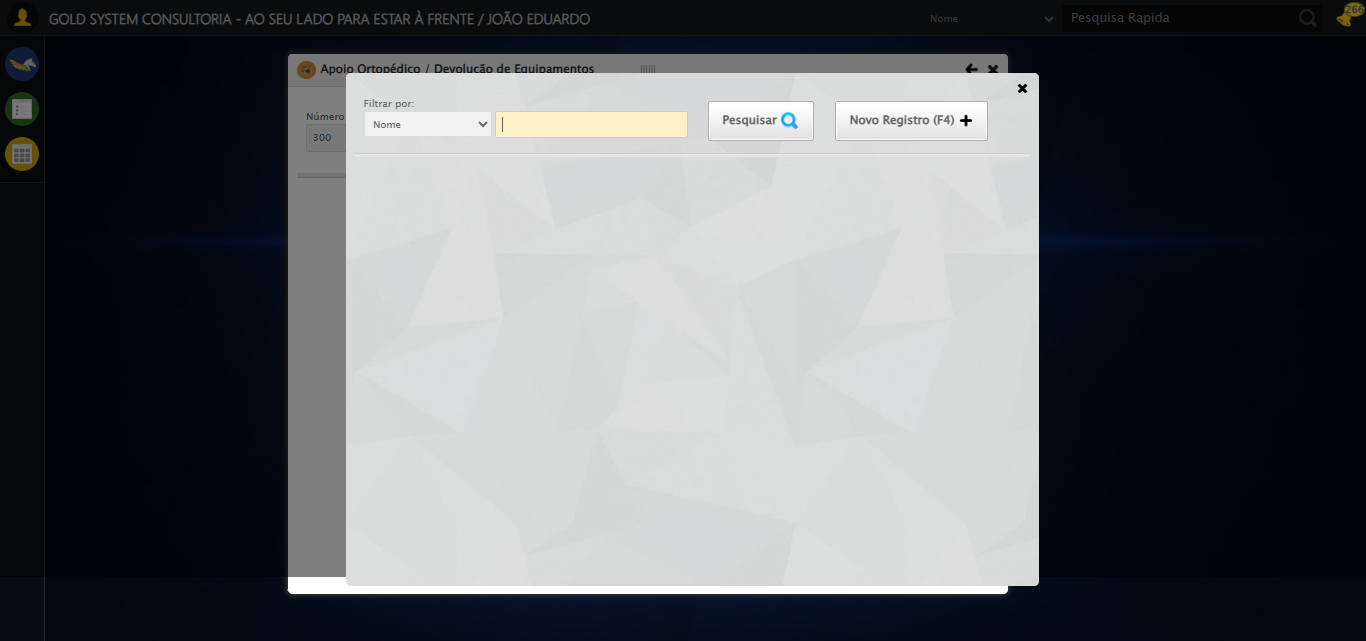 GOLD SYSTEM CONSULTORIA - AO SEU LADO PARA ESTAR À FRENTE / JOÃO EDUARDO
Nome
Pesquisa Rapida
266
Apoio Ortopédico / Devolução de Equipamentos
Número
300
Filtrar por:
Nome
Pesquisar
Novo Registro (F4)